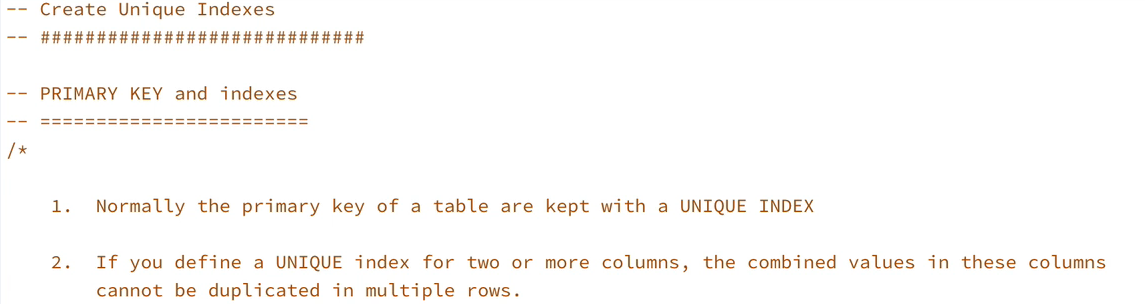 -- Create Unique Indexes
-- #############################
-- PRIMARY KEY and indexes
-- ========================
/*
1. Normally the primary key of a table are kept with a UNIQUE INDEX
2. If you define a UNIQUE index for two or more columns, the combined values in these columns
cannot be duplicated in multiple rows.